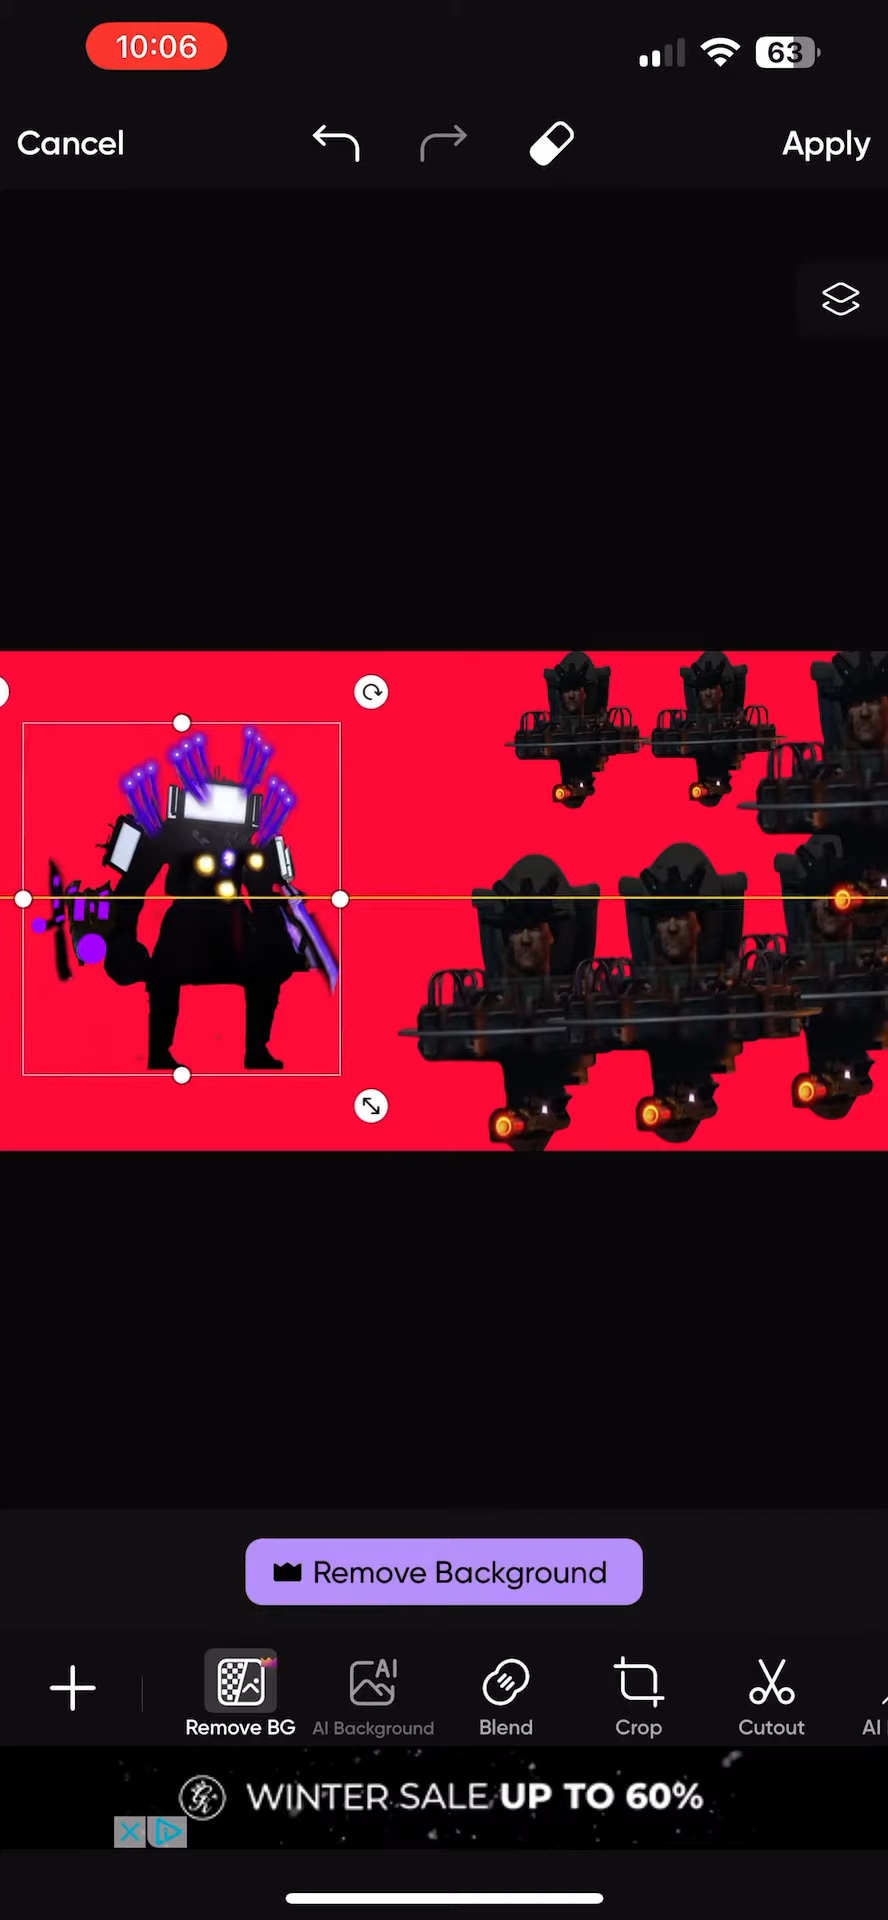 10:06
63
Cancel
Apply
Remove Background
AI
Remove BG
AI Background
Blend
Crop
Cutout
AI
WINTER SALE UP TO 60%